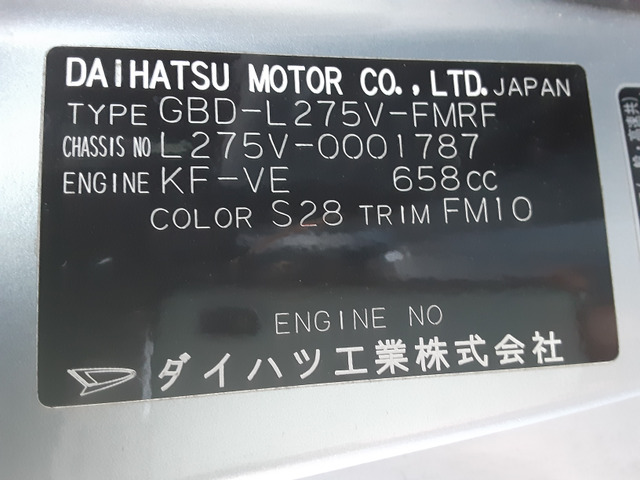 DAIHATSU MOTOR CO.,LTD. JAPAN
TYPE GBD-L275V-FMRF
CHASSIS NO L275V-0001787
ENGINE KF-VE 658CC
COLOR S28 TRIM FM10
ENGINE NO
ダイハツ工業株式会社